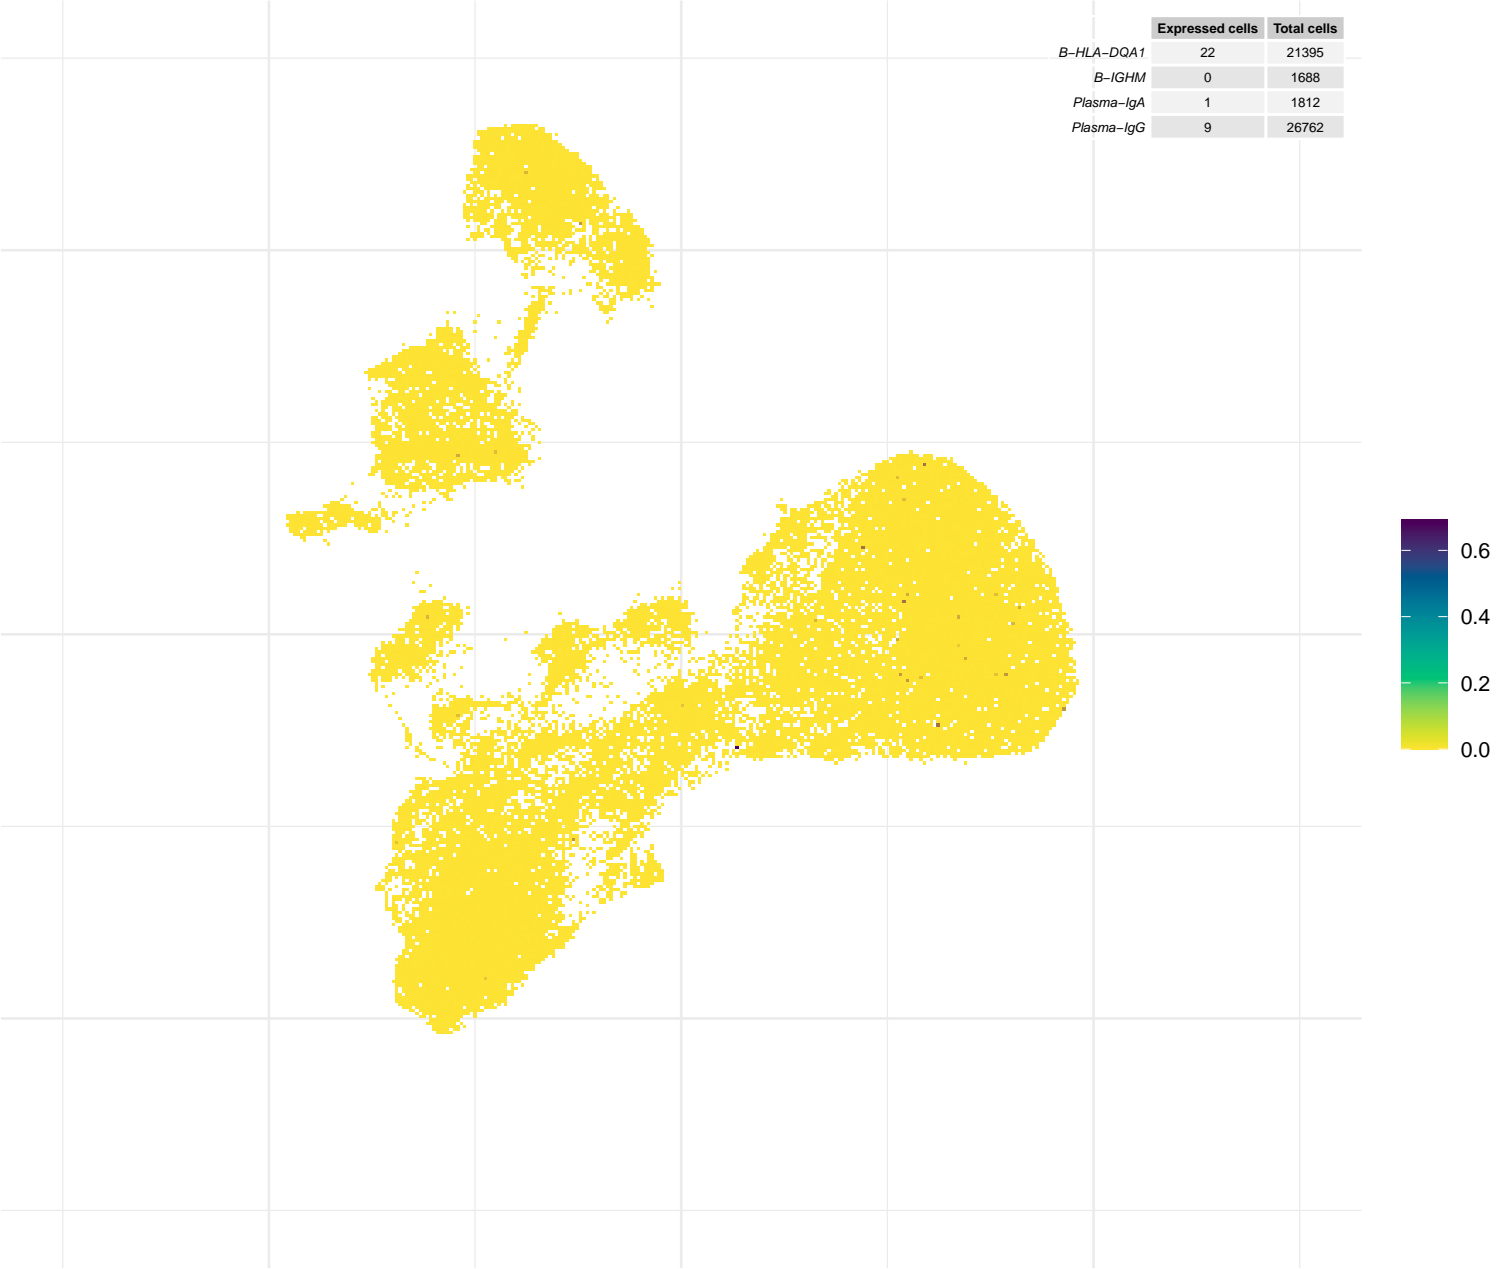 Expressed cells Total cells
B−HLA−DQA1 22 21395
B−IGHM 0 1688
Plasma−IgA 1 1812
Plasma−IgG 9 26762
0.6
0.4
0.2
0.0